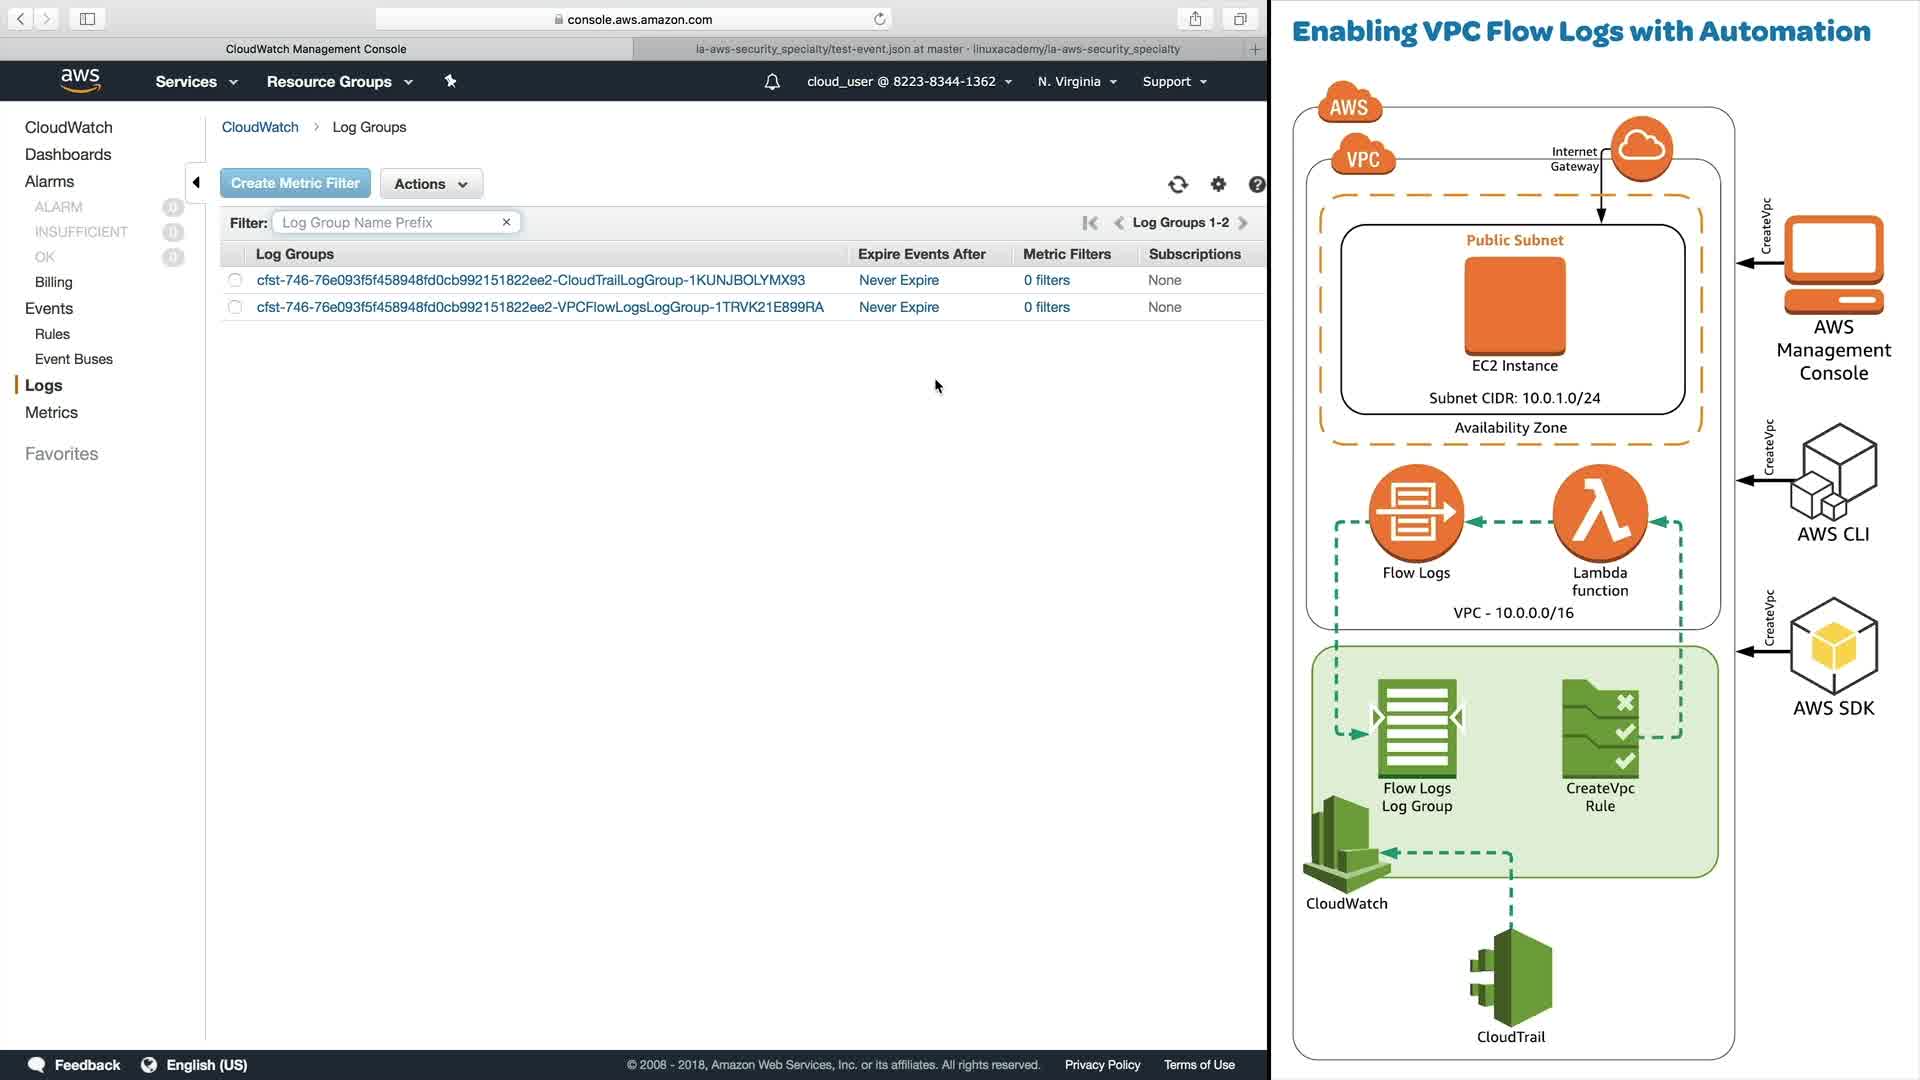 console.aws.amazon.com
CloudWatch Management Console
la-aws-security_specialty/test-event.json at master · linuxacademy/la-aws-security_specialty
aws
Services
Resource Groups
cloud_user @ 8223-8344-1362
N. Virginia
Support
CloudWatch
Dashboards
Alarms
ALARM 0
INSUFFICIENT 0
OK 0
Billing
Events
Rules
Event Buses
Logs
Metrics
Favorites
CloudWatch > Log Groups
Create Metric Filter
Actions
Filter: Log Group Name Prefix ×
Log Groups 1-2
Log Groups Expire Events After Metric Filters Subscriptions
cfst-746-76e093f5f458948fd0cb992151822ee2-CloudTrailLogGroup-1KUNJBOLYMX93 Never Expire 0 filters None
cfst-746-76e093f5f458948fd0cb992151822ee2-VPCFlowLogsLogGroup-1TRVK21E899RA Never Expire 0 filters None
Feedback
English (US)
© 2008 - 2018, Amazon Web Services, Inc. or its affiliates. All rights reserved.
Privacy Policy
Terms of Use
Enabling VPC Flow Logs with Automation
AWS
VPC
Internet
Gateway
Public Subnet
EC2 Instance
Subnet CIDR: 10.0.1.0/24
Availability Zone
Flow Logs
Lambda
function
VPC - 10.0.0.0/16
Flow Logs
Log Group
CreateVpc
Rule
CloudWatch
CloudTrail
CreateVpc
AWS
Management
Console
CreateVpc
AWS CLI
CreateVpc
AWS SDK